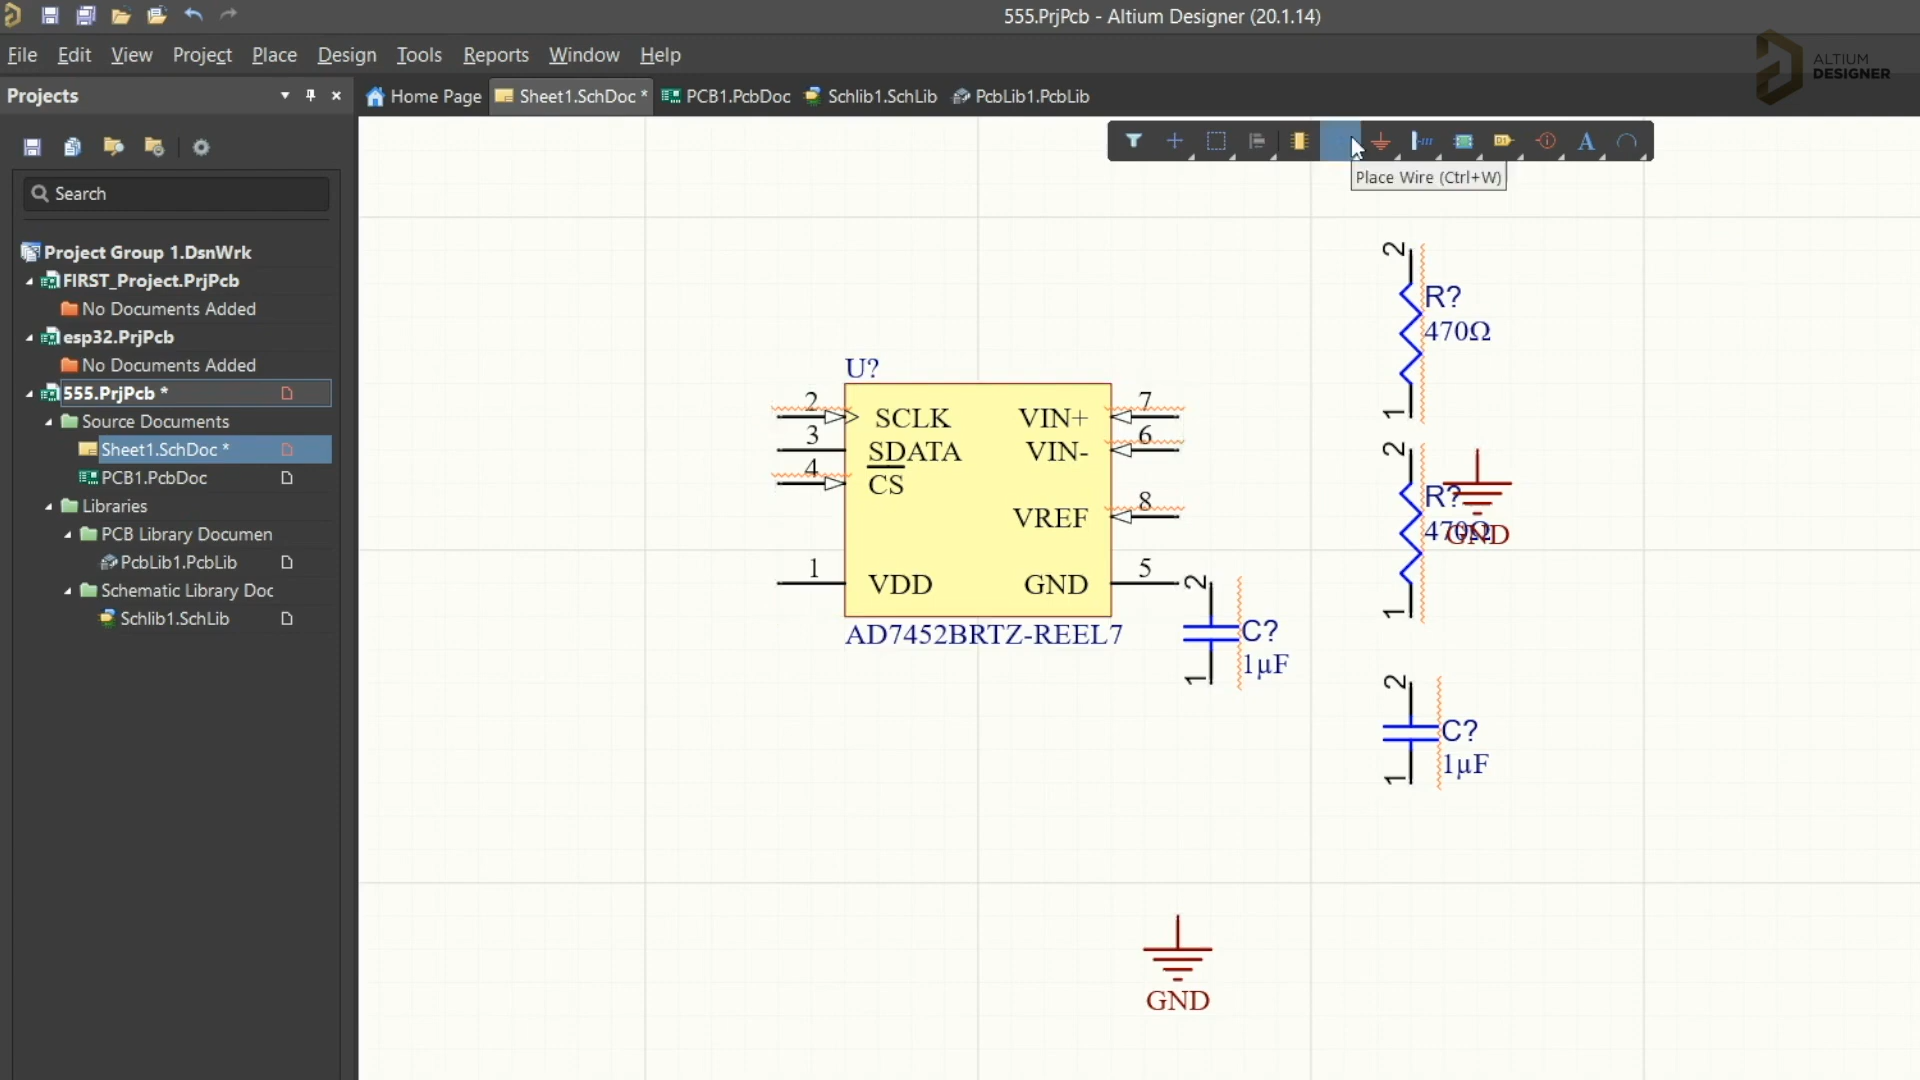 555.PrjPcb - Altium Designer (20.1.14)
File Edit View Project Place Design Tools Reports Window Help
ALTIUM
DESIGNER
Projects
Home Page
Sheet1.SchDoc *
PCB1.PcbDoc
Schlib1.SchLib
PcbLib1.PcbLib
D1
A
Place Wire (Ctrl+W)
Search
Project Group 1.DsnWrk
FIRST_Project.PrjPcb
No Documents Added
esp32.PrjPcb
No Documents Added
555.PrjPcb *
Source Documents
Sheet1.SchDoc *
PCB1.PcbDoc
Libraries
PCB Library Documen
PcbLib1.PcbLib
Schematic Library Doc
Schlib1.SchLib
U?
2 SCLK VIN+ 7
3 SDATA VIN- 6
4 CS
VREF 8
1 VDD GND 5
AD7452BRTZ-REEL7
2
C?
1µF
1
2
R?
470Ω
1
2
R?
470Ω
1
GND
2
C?
1µF
1
GND